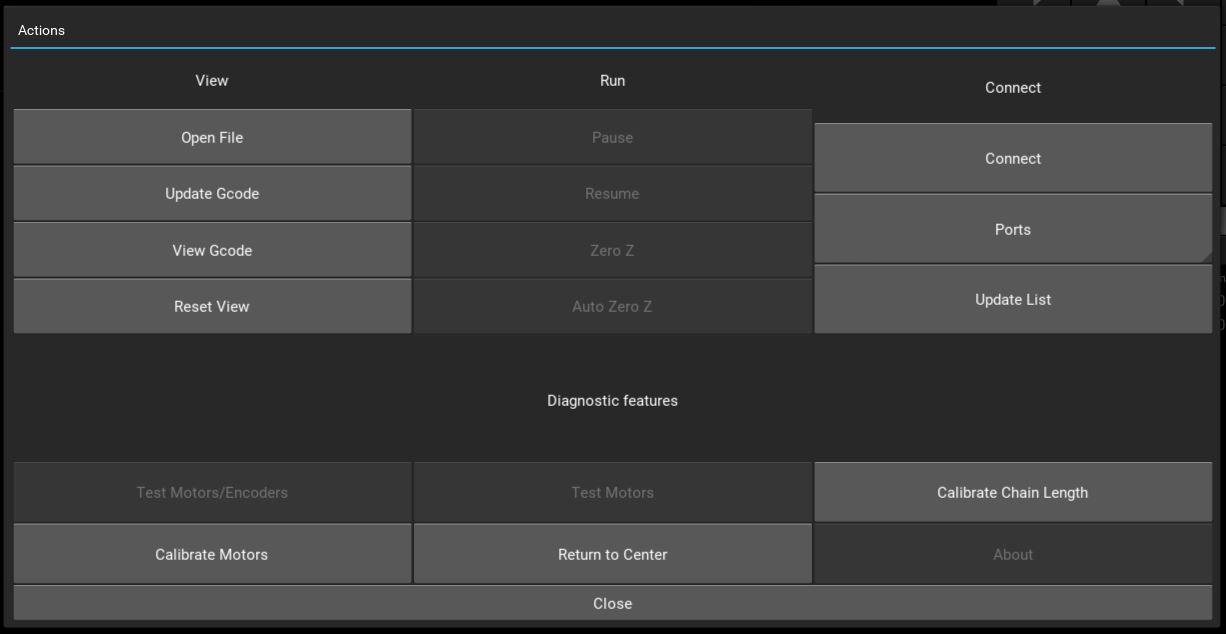 Actions
View
Run
Connect
Open File
Pause
Connect
Update Gcode
Resume
Ports
View Gcode
Zero Z
Reset View
Auto Zero Z
Update List
Diagnostic features
Test Motors/Encoders
Test Motors
Calibrate Chain Length
Calibrate Motors
Return to Center
About
Close